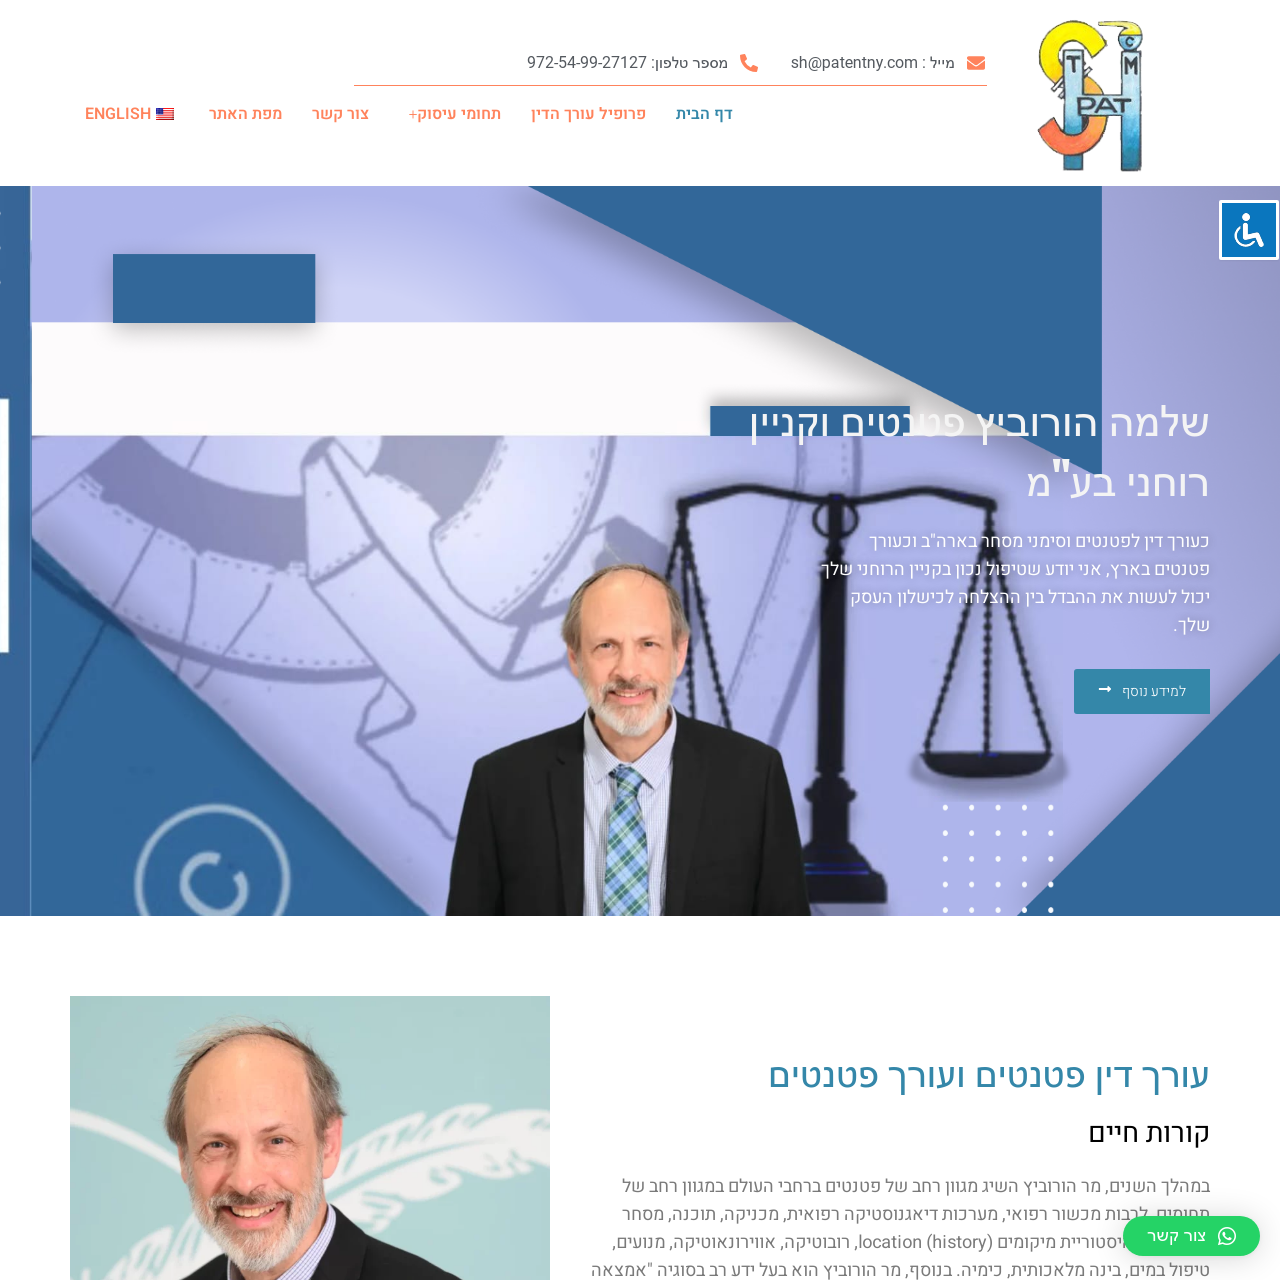 C
T M
PAT
מייל : sh@patentny.com
מספר טלפון: 972-54-99-27127
דף הבית
פרופיל עורך הדין
תחומי עיסוק+
צור קשר
מפת האתר
ENGLISH
שלמה הורוביץ פטנטים וקניין
רוחני בע"מ
כעורך דין לפטנטים וסימני מסחר בארה"ב וכעורך
פטנטים בארץ, אני יודע שטיפול נכון בקניין הרוחני שלך
יכול לעשות את ההבדל בין ההצלחה לכישלון העסק
שלך.
למידע נוסף
עורך דין פטנטים ועורך פטנטים
קורות חיים
במהלך השנים, מר הורוביץ השיג מגוון רחב של פטנטים ברחבי העולם במגוון רחב של
תחומים, לרבות מכשור רפואי, מערכות דיאגנוסטיקה רפואית, מכניקה, תוכנה, מסחר
יסטוריית מיקומים (location (history, רובוטיקה, אווירונאוטיקה, מנועים,
טיפול במים, בינה מלאכותית, כימיה. בנוסף, מר הורוביץ הוא בעל ידע רב בסוגיה "אמצאה
צור קשר